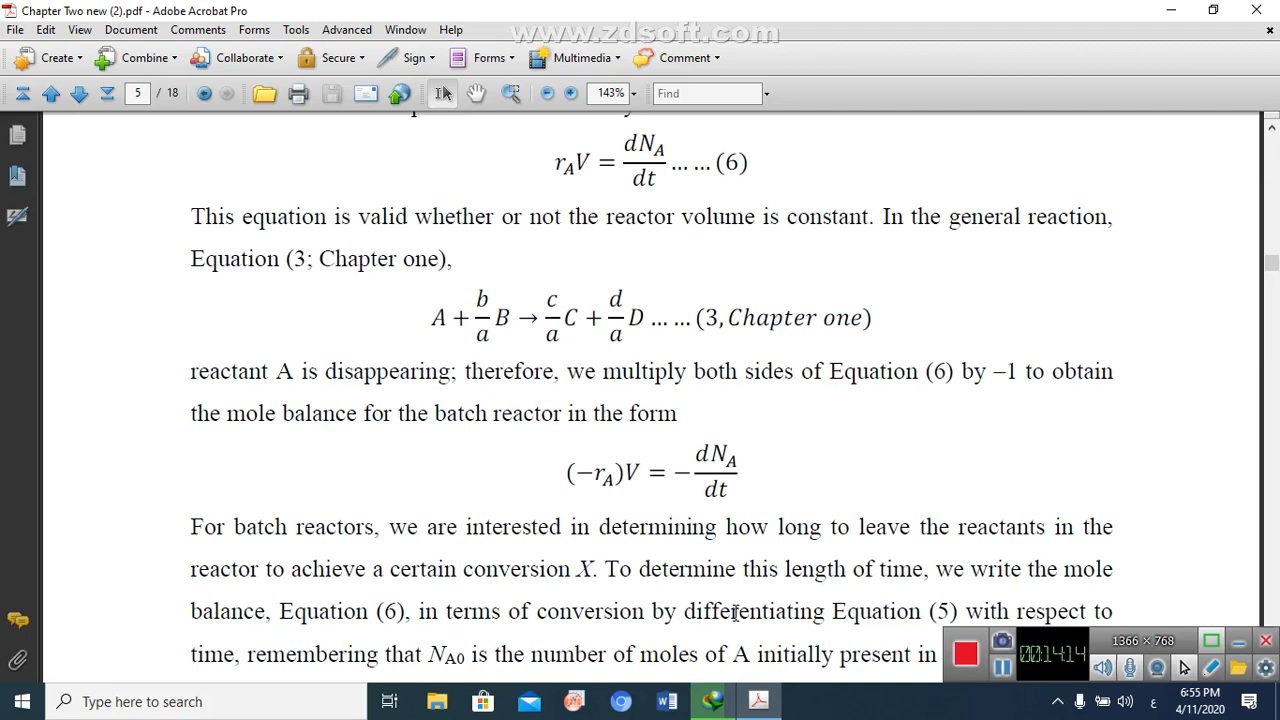 Chapter Two new (2).pdf - Adobe Acrobat Pro
File Edit View Document Comments Forms Tools Advanced Window Help
www.zdsoft.com
Create Combine Collaborate Secure Sign Forms Multimedia Comment
5 / 18 143% Find
r_A V = dN_A/dt … … (6)
This equation is valid whether or not the reactor volume is constant. In the general reaction,
Equation (3; Chapter one),
A + b/a B → c/a C + d/a D … … (3, Chapter one)
reactant A is disappearing; therefore, we multiply both sides of Equation (6) by –1 to obtain
the mole balance for the batch reactor in the form
(−r_A)V = − dN_A/dt
For batch reactors, we are interested in determining how long to leave the reactants in the
reactor to achieve a certain conversion X. To determine this length of time, we write the mole
balance, Equation (6), in terms of conversion by differentiating Equation (5) with respect to
time, remembering that N_A0 is the number of moles of A initially present in
00:14:14
1366 × 768
Type here to search
ع
6:55 PM
4/11/2020